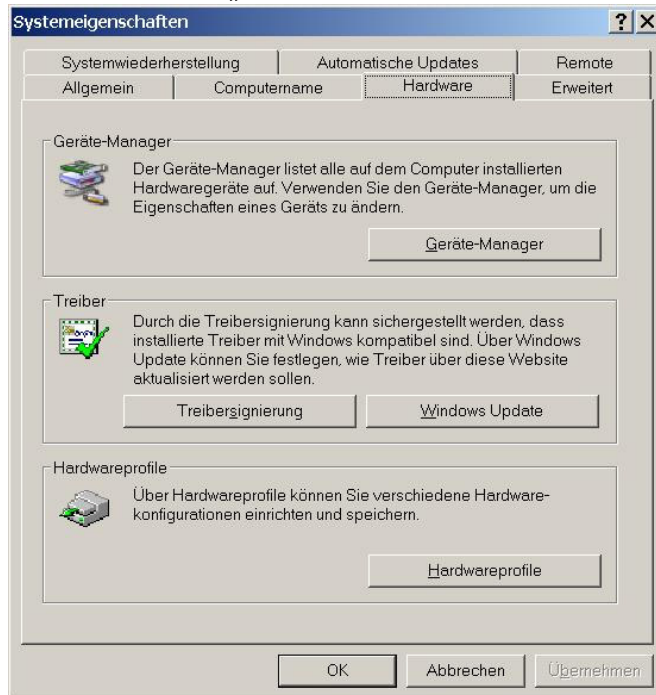 Systemeigenschaften
Systemwiederherstellung Automatische Updates Remote
Allgemein Computername Hardware Erweitert
Geräte-Manager
Der Geräte-Manager listet alle auf dem Computer installierten
Hardwaregeräte auf. Verwenden Sie den Geräte-Manager, um die
Eigenschaften eines Geräts zu ändern.
Geräte-Manager
Treiber
Durch die Treibersignierung kann sichergestellt werden, dass
installierte Treiber mit Windows kompatibel sind. Über Windows
Update können Sie festlegen, wie Treiber über diese Website
aktualisiert werden sollen.
Treibersignierung Windows Update
Hardwareprofile
Über Hardwareprofile können Sie verschiedene Hardware-
konfigurationen einrichten und speichern.
Hardwareprofile
OK Abbrechen Übernehmen